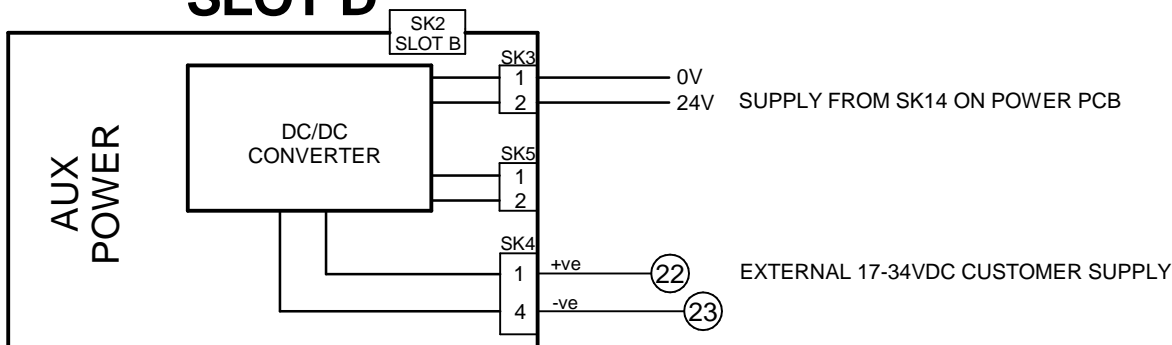 SLOT D
SK2
SLOT B
SK3
1
0V
2
24V SUPPLY FROM SK14 ON POWER PCB
DC/DC
CONVERTER
AUX
POWER
SK5
1
2
SK4
1 +ve 22 EXTERNAL 17-34VDC CUSTOMER SUPPLY
4 -ve 23